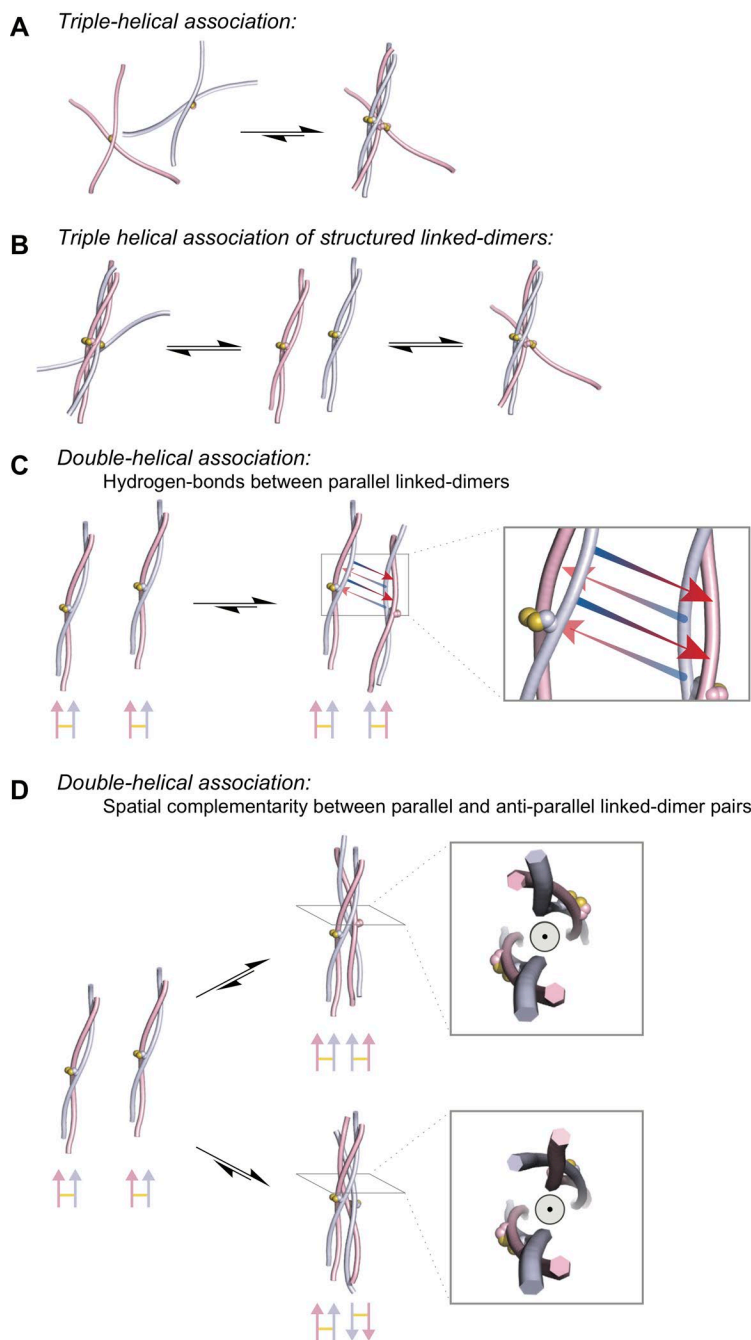 A Triple-helical association:
B Triple helical association of structured linked-dimers:
C Double-helical association:
Hydrogen-bonds between parallel linked-dimers
D Double-helical association:
Spatial complementarity between parallel and anti-parallel linked-dimer pairs